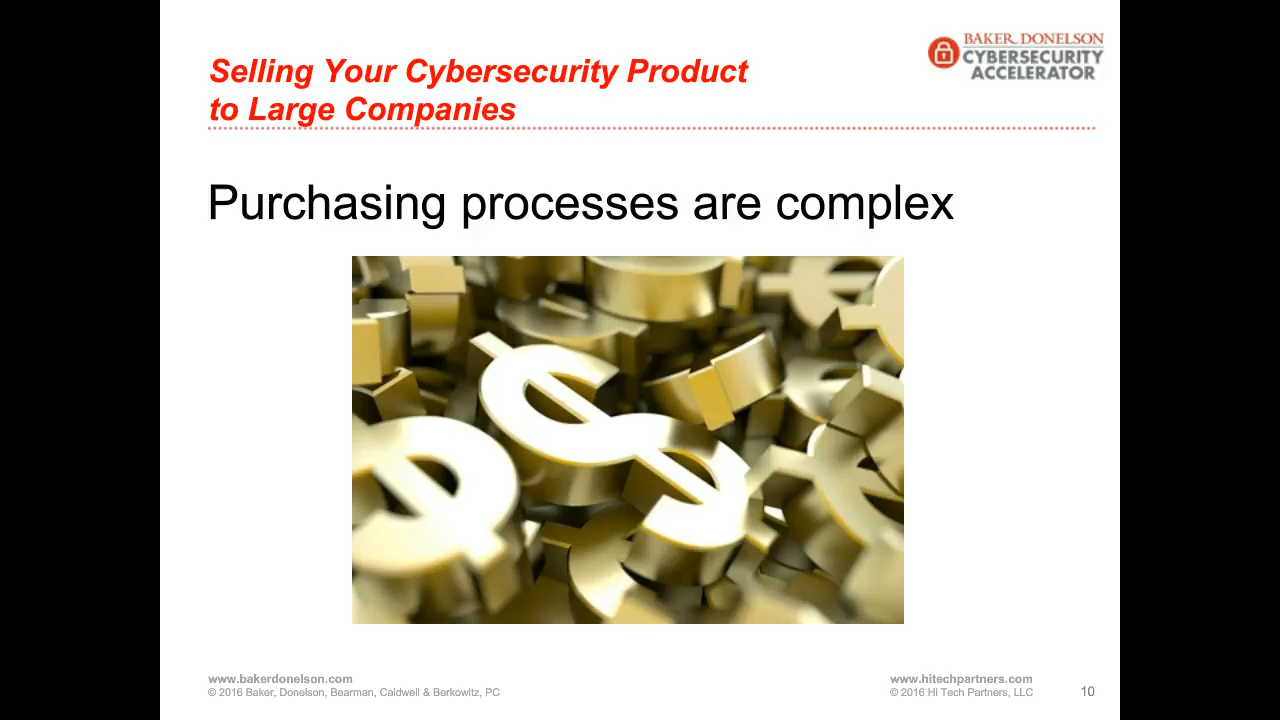 Selling Your Cybersecurity Product
to Large Companies
BAKER DONELSON
CYBERSECURITY
ACCELERATOR
Purchasing processes are complex
www.bakerdonelson.com
© 2016 Baker, Donelson, Bearman, Caldwell & Berkowitz, PC
www.hitechpartners.com
© 2016 Hi Tech Partners, LLC
10